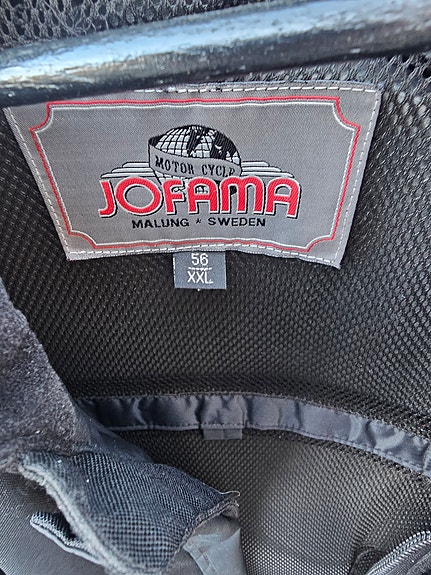 MOTOR CYCLE
JOFAMA
MALUNG * SWEDEN
56
XXL